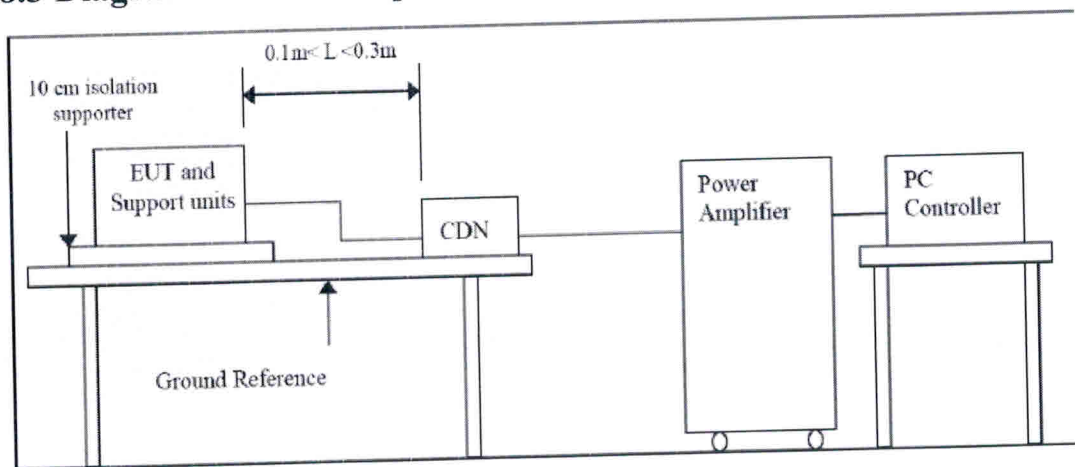 Diagram
0.1m< L <0.3m
10 cm isolation
supporter
EUT and
Support units
CDN
Power
Amplifier
PC
Controller
Ground Reference